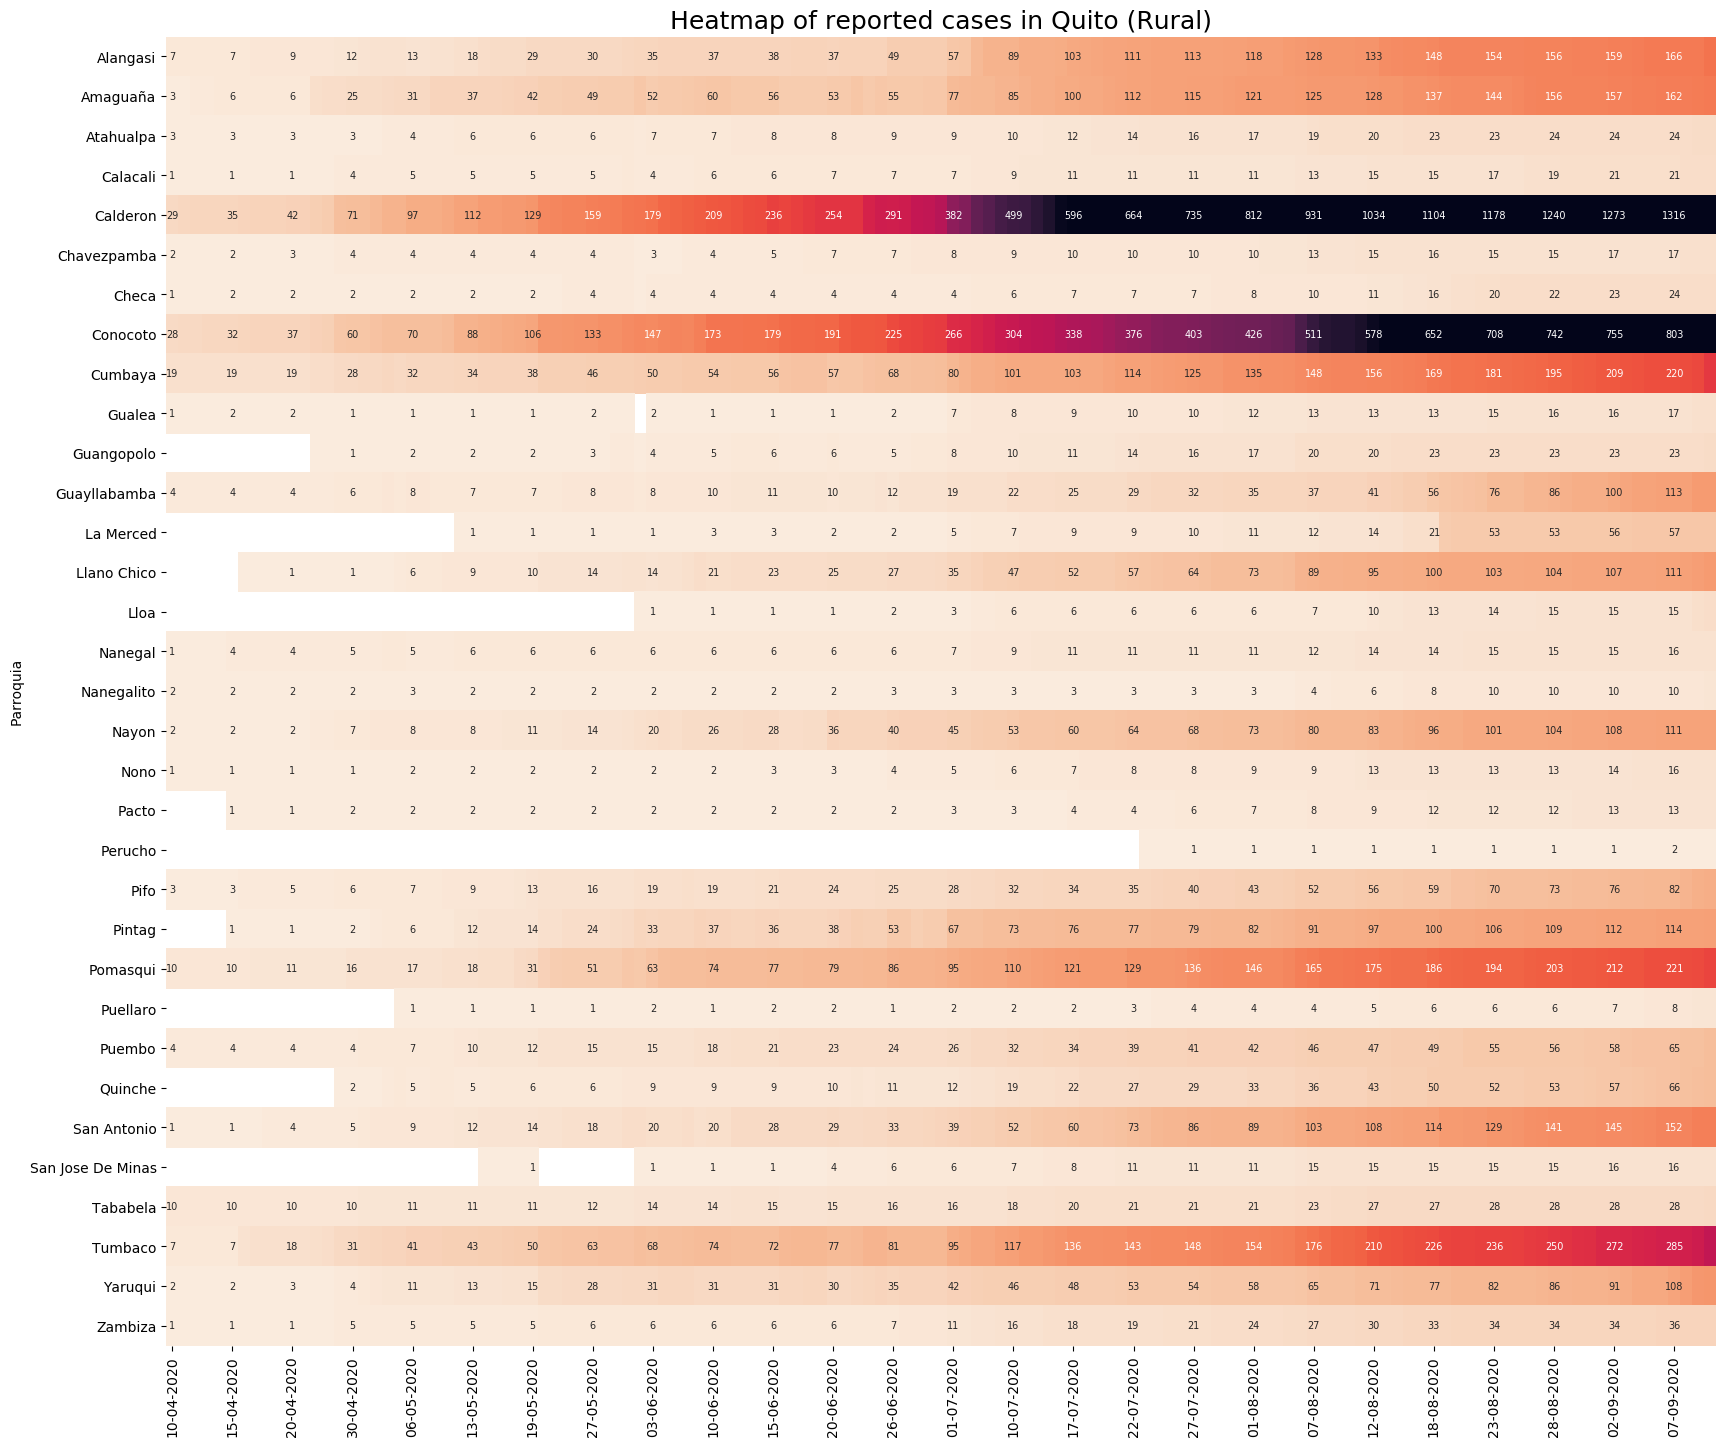 Heatmap of reported cases in Quito (Rural)
Parroquia
Alangasi 7 7 9 12 13 18 29 30 35 37 38 37 49 57 89 103 111 113 118 128 133 148 154 156 159 166
Amaguaña 3 6 6 25 31 37 42 49 52 60 56 53 55 77 85 100 112 115 121 125 128 137 144 156 157 162
Atahualpa 3 3 3 3 4 6 6 6 7 7 8 8 9 9 10 12 14 16 17 19 20 23 23 24 24 24
Calacali 1 1 1 4 5 5 5 5 4 6 6 7 7 7 9 11 11 11 11 13 15 15 17 19 21 21
Calderon 29 35 42 71 97 112 129 159 179 209 236 254 291 382 499 596 664 735 812 931 1034 1104 1178 1240 1273 1316
Chavezpamba 2 2 3 4 4 4 4 4 3 4 5 7 7 8 9 10 10 10 10 13 15 16 15 15 17 17
Checa 1 2 2 2 2 2 2 4 4 4 4 4 4 4 6 7 7 7 8 10 11 16 20 22 23 24
Conocoto 28 32 37 60 70 88 106 133 147 173 179 191 225 266 304 338 376 403 426 511 578 652 708 742 755 803
Cumbaya 19 19 19 28 32 34 38 46 50 54 56 57 68 80 101 103 114 125 135 148 156 169 181 195 209 220
Gualea 1 2 2 1 1 1 1 2 2 1 1 1 2 7 8 9 10 10 12 13 13 13 15 16 16 17
Guangopolo 1 2 2 2 3 4 5 6 6 5 8 10 11 14 16 17 20 20 23 23 23 23 23
Guayllabamba 4 4 4 6 8 7 7 8 8 10 11 10 12 19 22 25 29 32 35 37 41 56 76 86 100 113
La Merced 1 1 1 1 3 3 2 2 5 7 9 9 10 11 12 14 21 53 53 56 57
Llano Chico 1 1 6 9 10 14 14 21 23 25 27 35 47 52 57 64 73 89 95 100 103 104 107 111
Lloa 1 1 1 1 2 3 6 6 6 6 6 7 10 13 14 15 15 15
Nanegal 1 4 4 5 5 6 6 6 6 6 6 6 6 7 9 11 11 11 11 12 14 14 15 15 15 16
Nanegalito 2 2 2 2 3 2 2 2 2 2 2 2 3 3 3 3 3 3 3 4 6 8 10 10 10 10
Nayon 2 2 2 7 8 8 11 14 20 26 28 36 40 45 53 60 64 68 73 80 83 96 101 104 108 111
Nono 1 1 1 1 2 2 2 2 2 2 3 3 4 5 6 7 8 8 9 9 13 13 13 13 14 16
Pacto 1 1 2 2 2 2 2 2 2 2 2 2 3 3 4 4 6 7 8 9 12 12 12 13 13
Perucho 1 1 1 1 1 1 1 1 2
Pifo 3 3 5 6 7 9 13 16 19 19 21 24 25 28 32 34 35 40 43 52 56 59 70 73 76 82
Pintag 1 1 2 6 12 14 24 33 37 36 38 53 67 73 76 77 79 82 91 97 100 106 109 112 114
Pomasqui 10 10 11 16 17 18 31 51 63 74 77 79 86 95 110 121 129 136 146 165 175 186 194 203 212 221
Puellaro 1 1 1 1 2 1 2 2 1 2 2 2 3 4 4 4 5 6 6 6 7 8
Puembo 4 4 4 4 7 10 12 15 15 18 21 23 24 26 32 34 39 41 42 46 47 49 55 56 58 65
Quinche 2 5 5 6 6 9 9 9 10 11 12 19 22 27 29 33 36 43 50 52 53 57 66
San Antonio 1 1 4 5 9 12 14 18 20 20 28 29 33 39 52 60 73 86 89 103 108 114 129 141 145 152
San Jose De Minas 1 1 1 1 4 6 6 7 8 11 11 11 15 15 15 15 15 16 16
Tababela 10 10 10 10 11 11 11 12 14 14 15 15 16 16 18 20 21 21 21 23 27 27 28 28 28 28
Tumbaco 7 7 18 31 41 43 50 63 68 74 72 77 81 95 117 136 143 148 154 176 210 226 236 250 272 285
Yaruqui 2 2 3 4 11 13 15 28 31 31 31 30 35 42 46 48 53 54 58 65 71 77 82 86 91 108
Zambiza 1 1 1 5 5 5 5 6 6 6 6 6 7 11 16 18 19 21 24 27 30 33 34 34 34 36
10-04-2020 15-04-2020 20-04-2020 30-04-2020 06-05-2020 13-05-2020 19-05-2020 27-05-2020 03-06-2020 10-06-2020 15-06-2020 20-06-2020 26-06-2020 01-07-2020 10-07-2020 17-07-2020 22-07-2020 27-07-2020 01-08-2020 07-08-2020 12-08-2020 18-08-2020 23-08-2020 28-08-2020 02-09-2020 07-09-2020